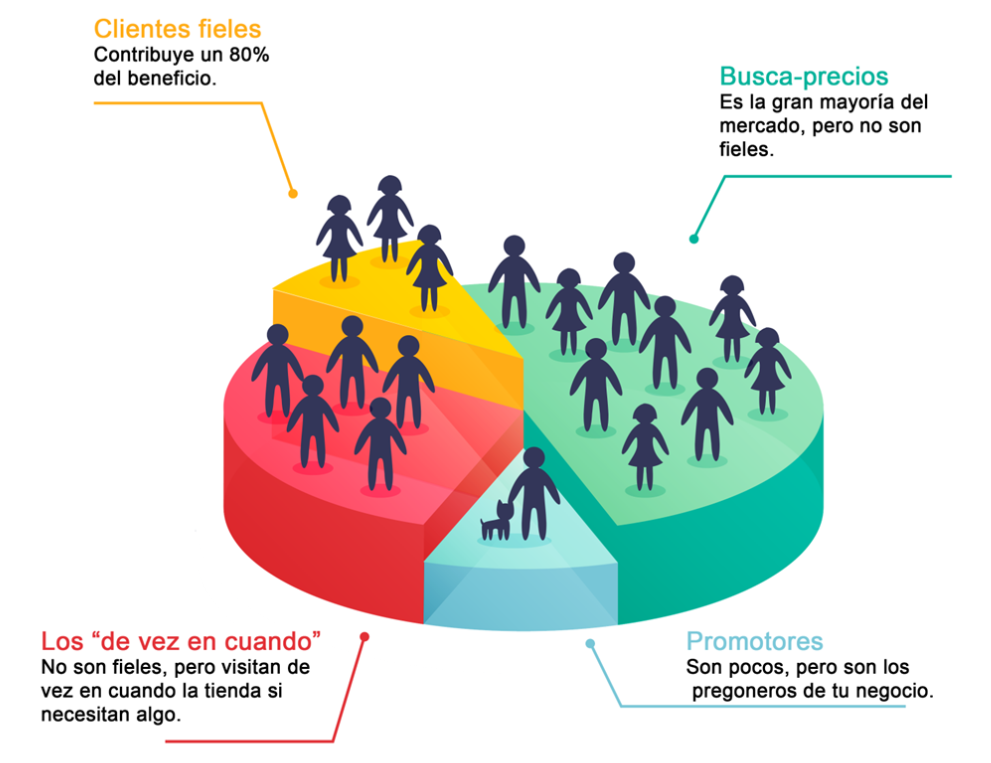 Clientes fieles
Contribuye un 80%
del beneficio.
Busca-precios
Es la gran mayoría del
mercado, pero no son
fieles.
Los “de vez en cuando”
No son fieles, pero visitan de
vez en cuando la tienda si
necesitan algo.
Promotores
Son pocos, pero son los
pregoneros de tu negocio.